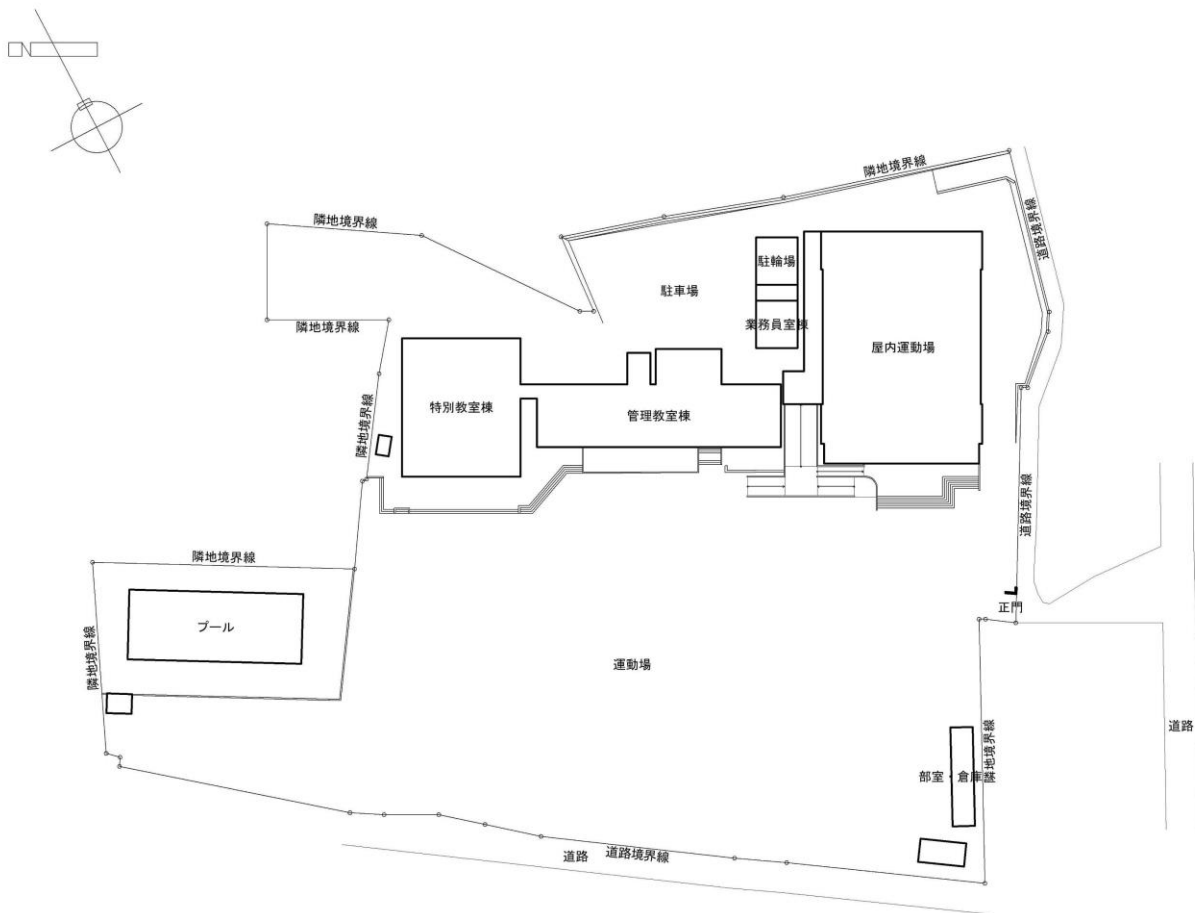 N
隣地境界線
道路境界線
隣地境界線
駐輪場
駐車場
隣地境界線
業務員室棟
屋内運動場
特別教室棟
管理教室棟
隣地境界線
道路境界線
隣地境界線
正門
プール
隣地境界線
運動場
道路
隣地境界線
部室・倉庫
道路
道路境界線